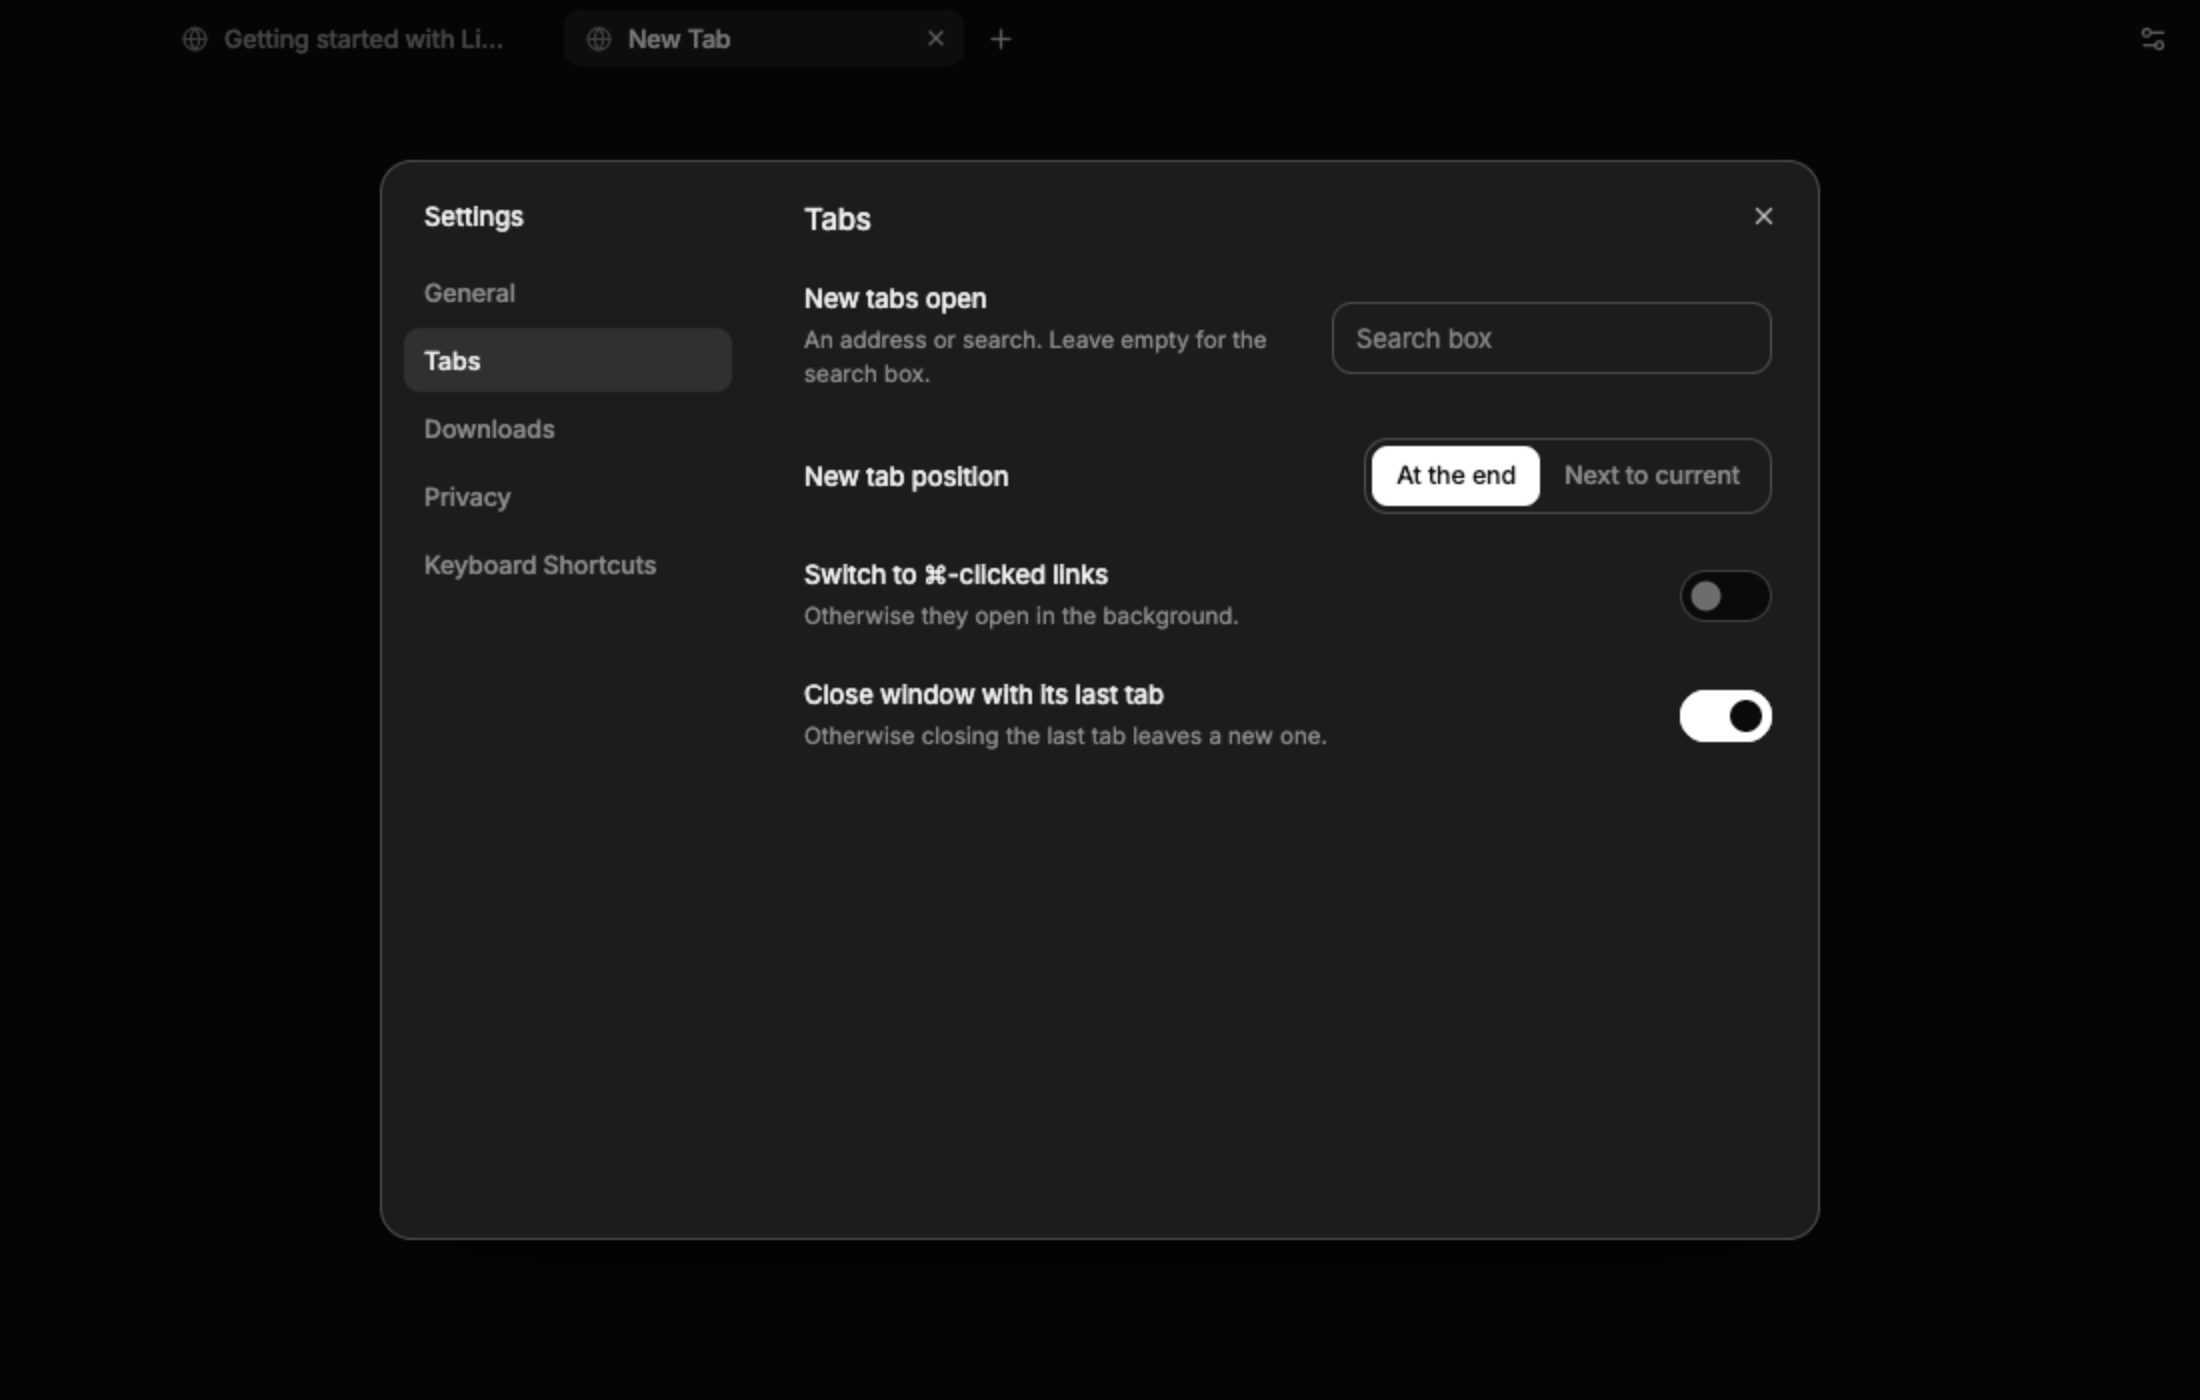 Getting started with Li...
New Tab
Settings
General
Tabs
Downloads
Privacy
Keyboard Shortcuts
Tabs
New tabs open
An address or search. Leave empty for the
search box.
Search box
New tab position
At the end
Next to current
Switch to ⌘-clicked links
Otherwise they open in the background.
Close window with its last tab
Otherwise closing the last tab leaves a new one.